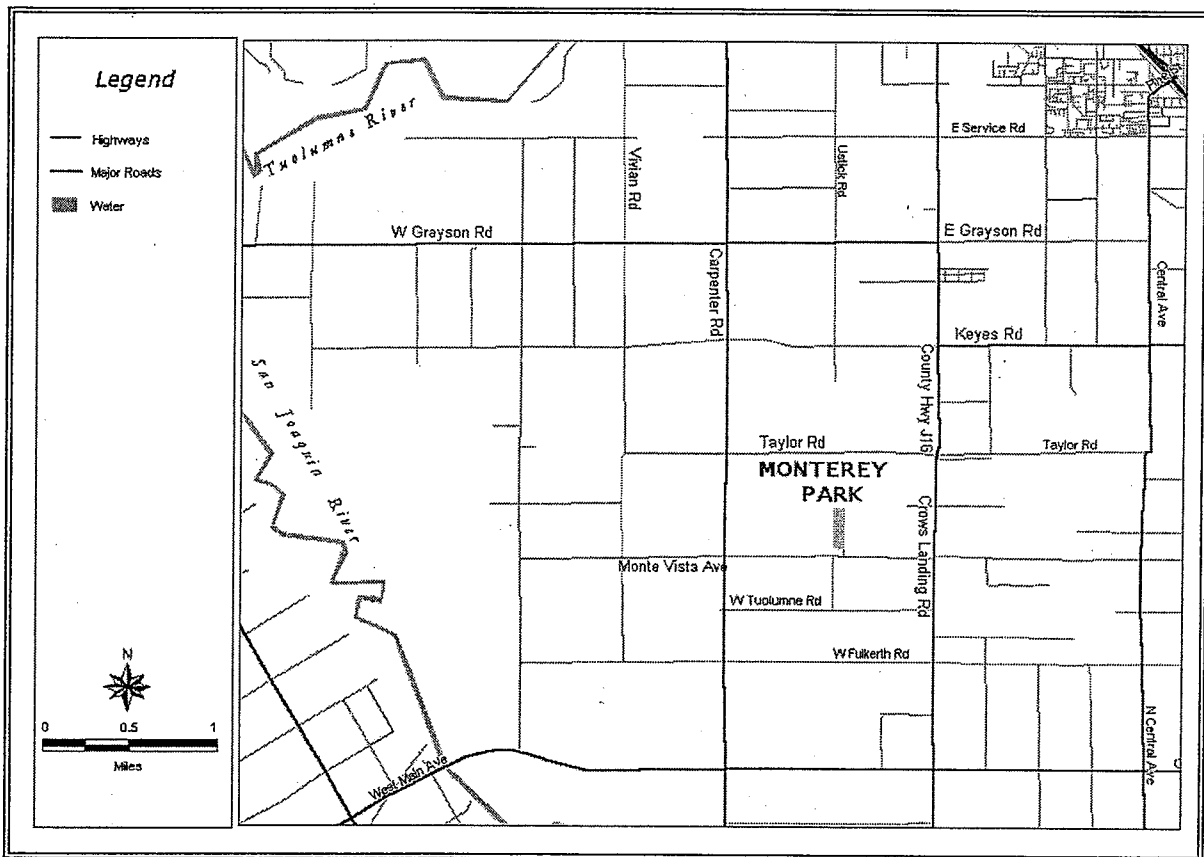 Legend
Highways
Major Roads
Water
N
0 0.5 1
Miles
Tuolumne River
Vivian Rd
Ustick Rd
E Service Rd
W Grayson Rd
E Grayson Rd
Carpenter Rd
Central Ave
Keyes Rd
San Joaquin River
County Hwy J16
Taylor Rd
Taylor Rd
MONTEREY
PARK
Crows Landing Rd
Monte Vista Ave
W Tuolumne Rd
W Fulkerth Rd
N Central Ave
West Main Ave